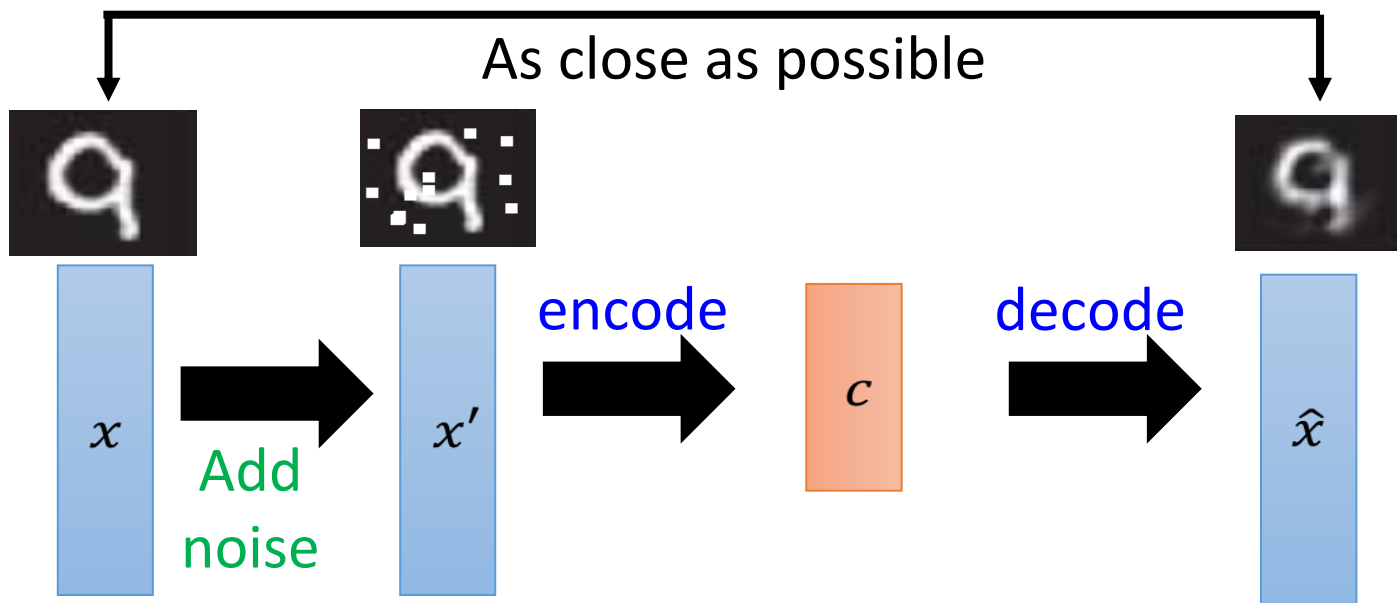 As close as possible
encode
decode
x
x′
c
x̂
Add
noise